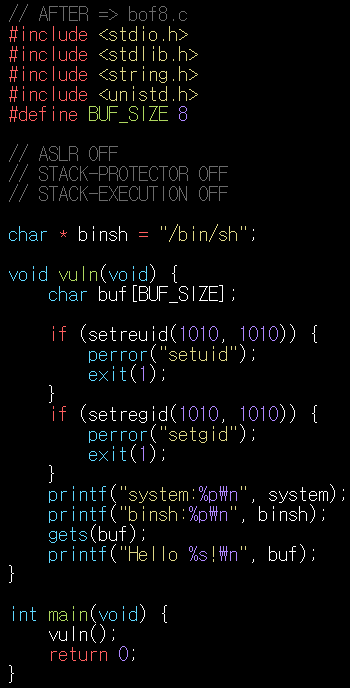 // AFTER => bof8.c
#include <stdio.h>
#include <stdlib.h>
#include <string.h>
#include <unistd.h>
#define BUF_SIZE 8
// ASLR OFF
// STACK-PROTECTOR OFF
// STACK-EXECUTION OFF
char * binsh = "/bin/sh";
void vuln(void) {
    char buf[BUF_SIZE];
    if (setreuid(1010, 1010)) {
        perror("setuid");
        exit(1);
    }
    if (setregid(1010, 1010)) {
        perror("setgid");
        exit(1);
    }
    printf("system:%p₩n", system);
    printf("binsh:%p₩n", binsh);
    gets(buf);
    printf("Hello %s!₩n", buf);
}
int main(void) {
    vuln();
    return 0;
}